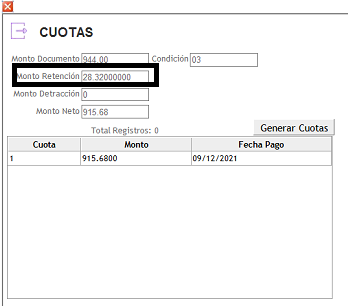 CUOTAS
Monto Documento 944.00 Condición 03
Monto Retención 28.32000000
Monto Detracción 0
Monto Neto 915.68
Total Registros: 0 Generar Cuotas
Cuota Monto Fecha Pago
1 915.6800 09/12/2021